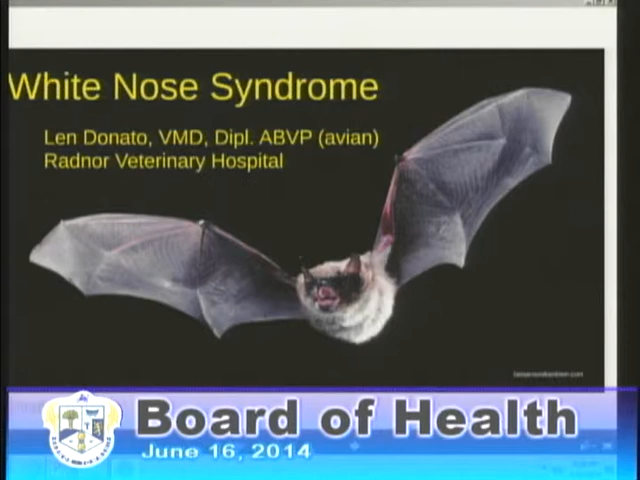 White Nose Syndrome
Len Donato, VMD, Dipl. ABVP (avian)
Radnor Veterinary Hospital
Board of Health
June 16, 2014